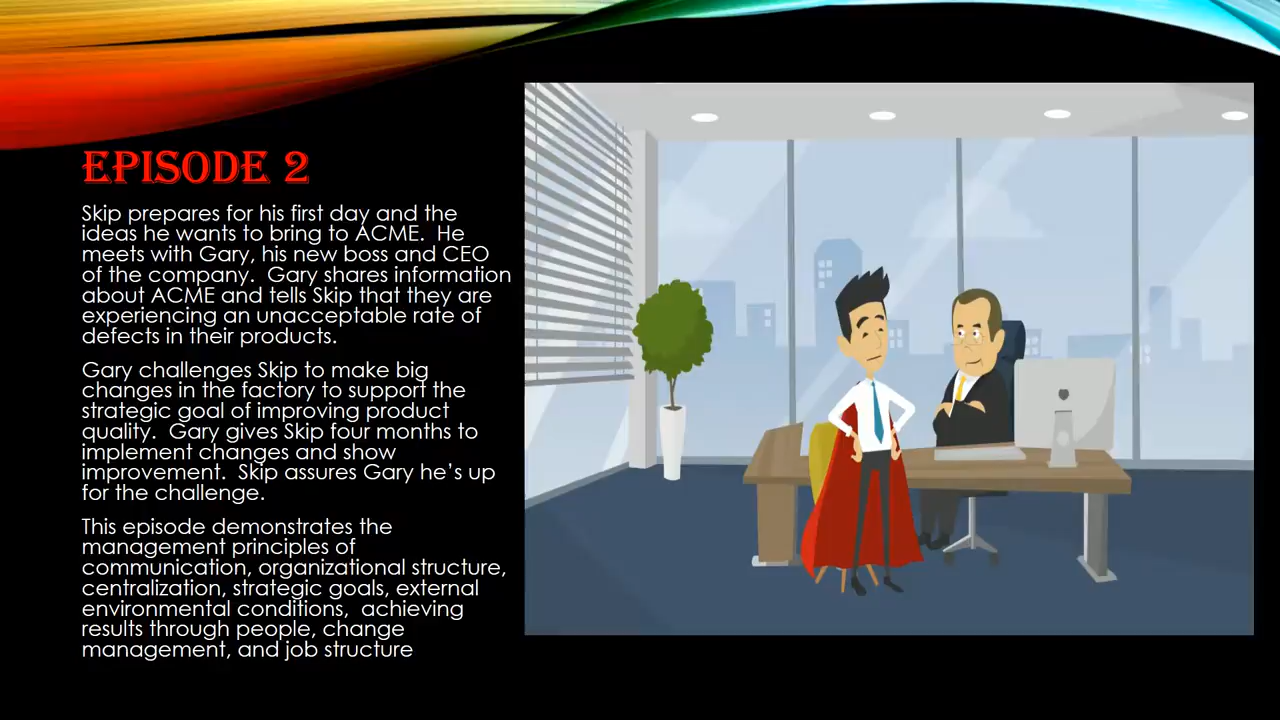 EPISODE 2
Skip prepares for his first day and the
ideas he wants to bring to ACME.  He
meets with Gary, his new boss and CEO
of the company.  Gary shares information
about ACME and tells Skip that they are
experiencing an unacceptable rate of
defects in their products.
Gary challenges Skip to make big
changes in the factory to support the
strategic goal of improving product
quality.  Gary gives Skip four months to
implement changes and show
improvement.  Skip assures Gary he’s up
for the challenge.
This episode demonstrates the
management principles of
communication, organizational structure,
centralization, strategic goals, external
environmental conditions,  achieving
results through people, change
management, and job structure